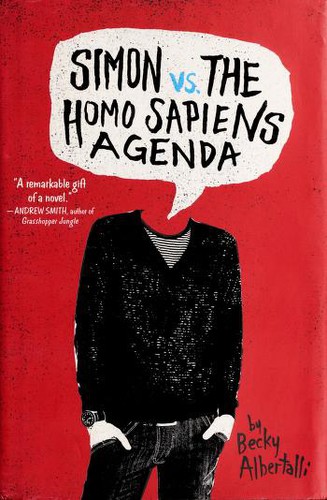 SIMON VS. THE
HOMO SAPIENS
AGENDA
"A remarkable gift
of a novel."
—ANDREW SMITH, author of
Grasshopper Jungle
by
Becky
Albertalli